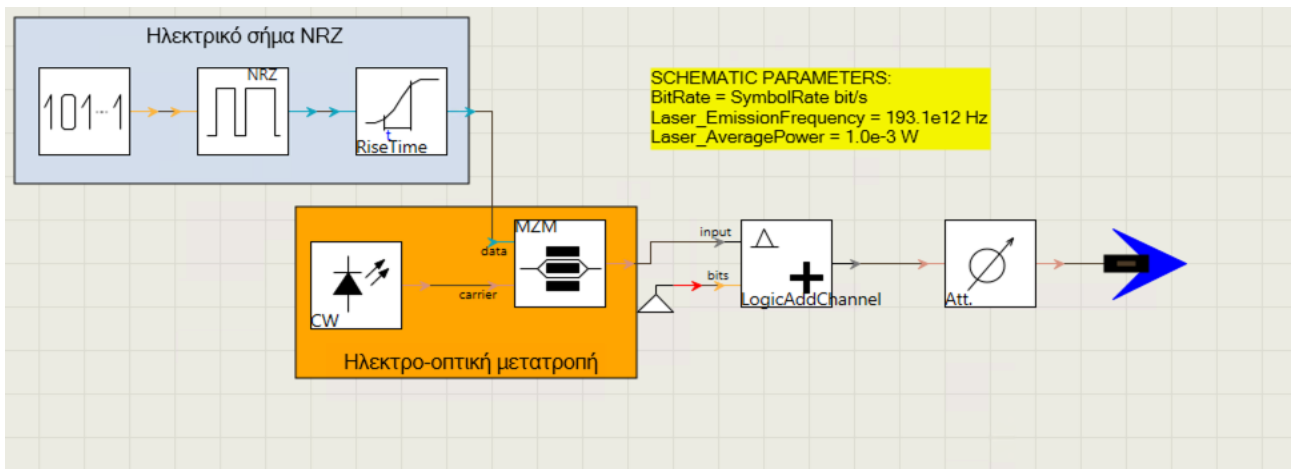 Ηλεκτρικό σήμα NRZ
101--1
NRZ
t
RiseTime
SCHEMATIC PARAMETERS:
BitRate = SymbolRate bit/s
Laser_EmissionFrequency = 193.1e12 Hz
Laser_AveragePower = 1.0e-3 W
MZM
data
carrier
CW
Ηλεκτρο-οπτική μετατροπή
input
bits
LogicAddChannel
Att.